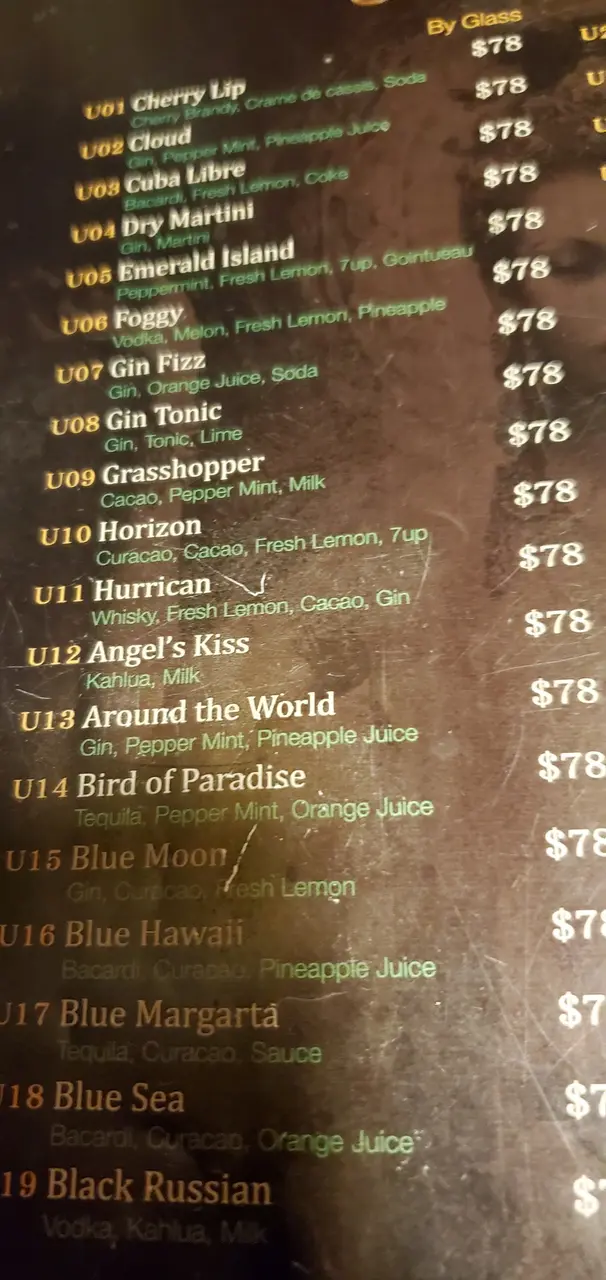 By Glass
U01 Cherry Lip $78
Cherry Brandy, Crame de cassis, Soda
U02 Cloud $78
Gin, Pepper Mint, Pineapple Juice
U03 Cuba Libre $78
Bacardi, Fresh Lemon, Coke
U04 Dry Martini $78
Gin, Martini
U05 Emerald Island $78
Peppermint, Fresh Lemon, 7up, Gointueau
U06 Foggy $78
Vodka, Melon, Fresh Lemon, Pineapple
U07 Gin Fizz $78
Gin, Orange Juice, Soda
U08 Gin Tonic $78
Gin, Tonic, Lime
U09 Grasshopper $78
Cacao, Pepper Mint, Milk
U10 Horizon $78
Curacao, Cacao, Fresh Lemon, 7up
U11 Hurrican $78
Whisky, Fresh Lemon, Cacao, Gin
U12 Angel's Kiss $78
Kahlua, Milk
U13 Around the World $78
Gin, Pepper Mint, Pineapple Juice
U14 Bird of Paradise $78
Tequila, Pepper Mint, Orange Juice
U15 Blue Moon $78
Gin, Curacao, Fresh Lemon
U16 Blue Hawaii $78
Bacardi, Curacao, Pineapple Juice
U17 Blue Margarta $7
Tequila, Curacao, Sauce
U18 Blue Sea $7
Bacardi, Curacao, Orange Juice
19 Black Russian $
Vodka, Kahlua, Milk